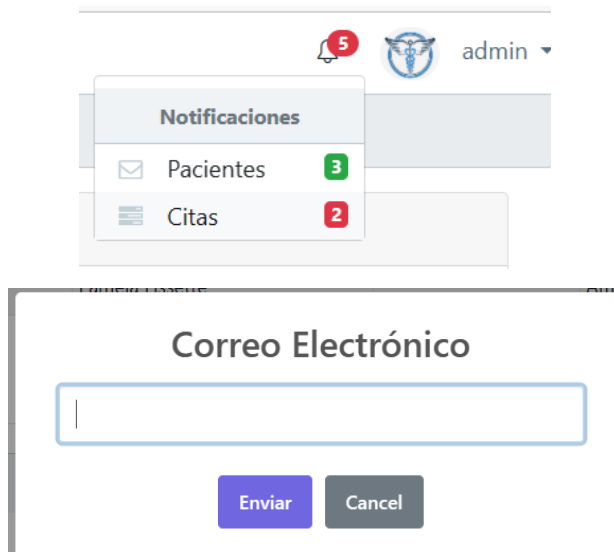 5
admin
Notificaciones
Pacientes 3
Citas 2
Correo Electrónico
Enviar Cancel